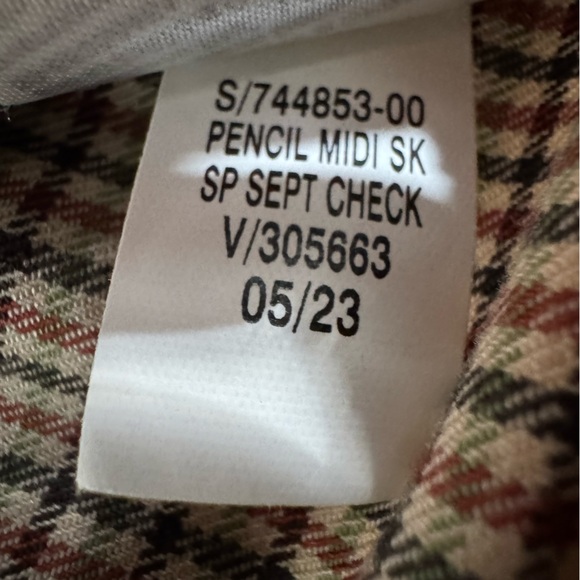 S/744853-00
PENCIL MIDI SK
SP SEPT CHECK
V/305663
05/23